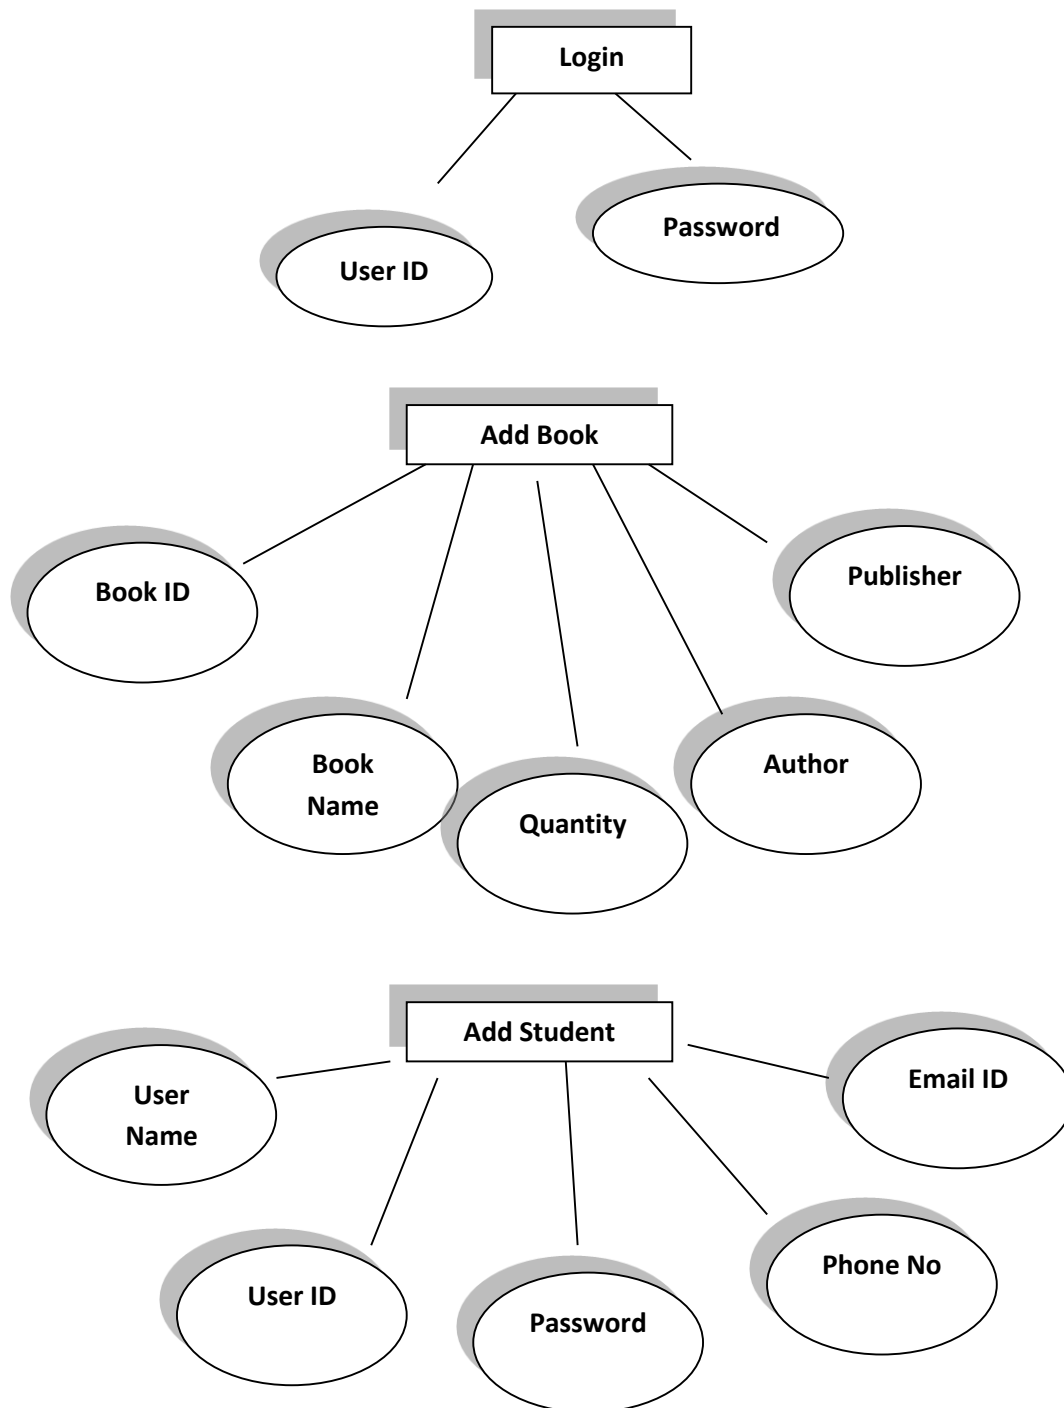 Login
Password
User ID
Add Book
Publisher
Book ID
Book
Name
Author
Quantity
Add Student
Email ID
User
Name
Phone No
User ID
Password